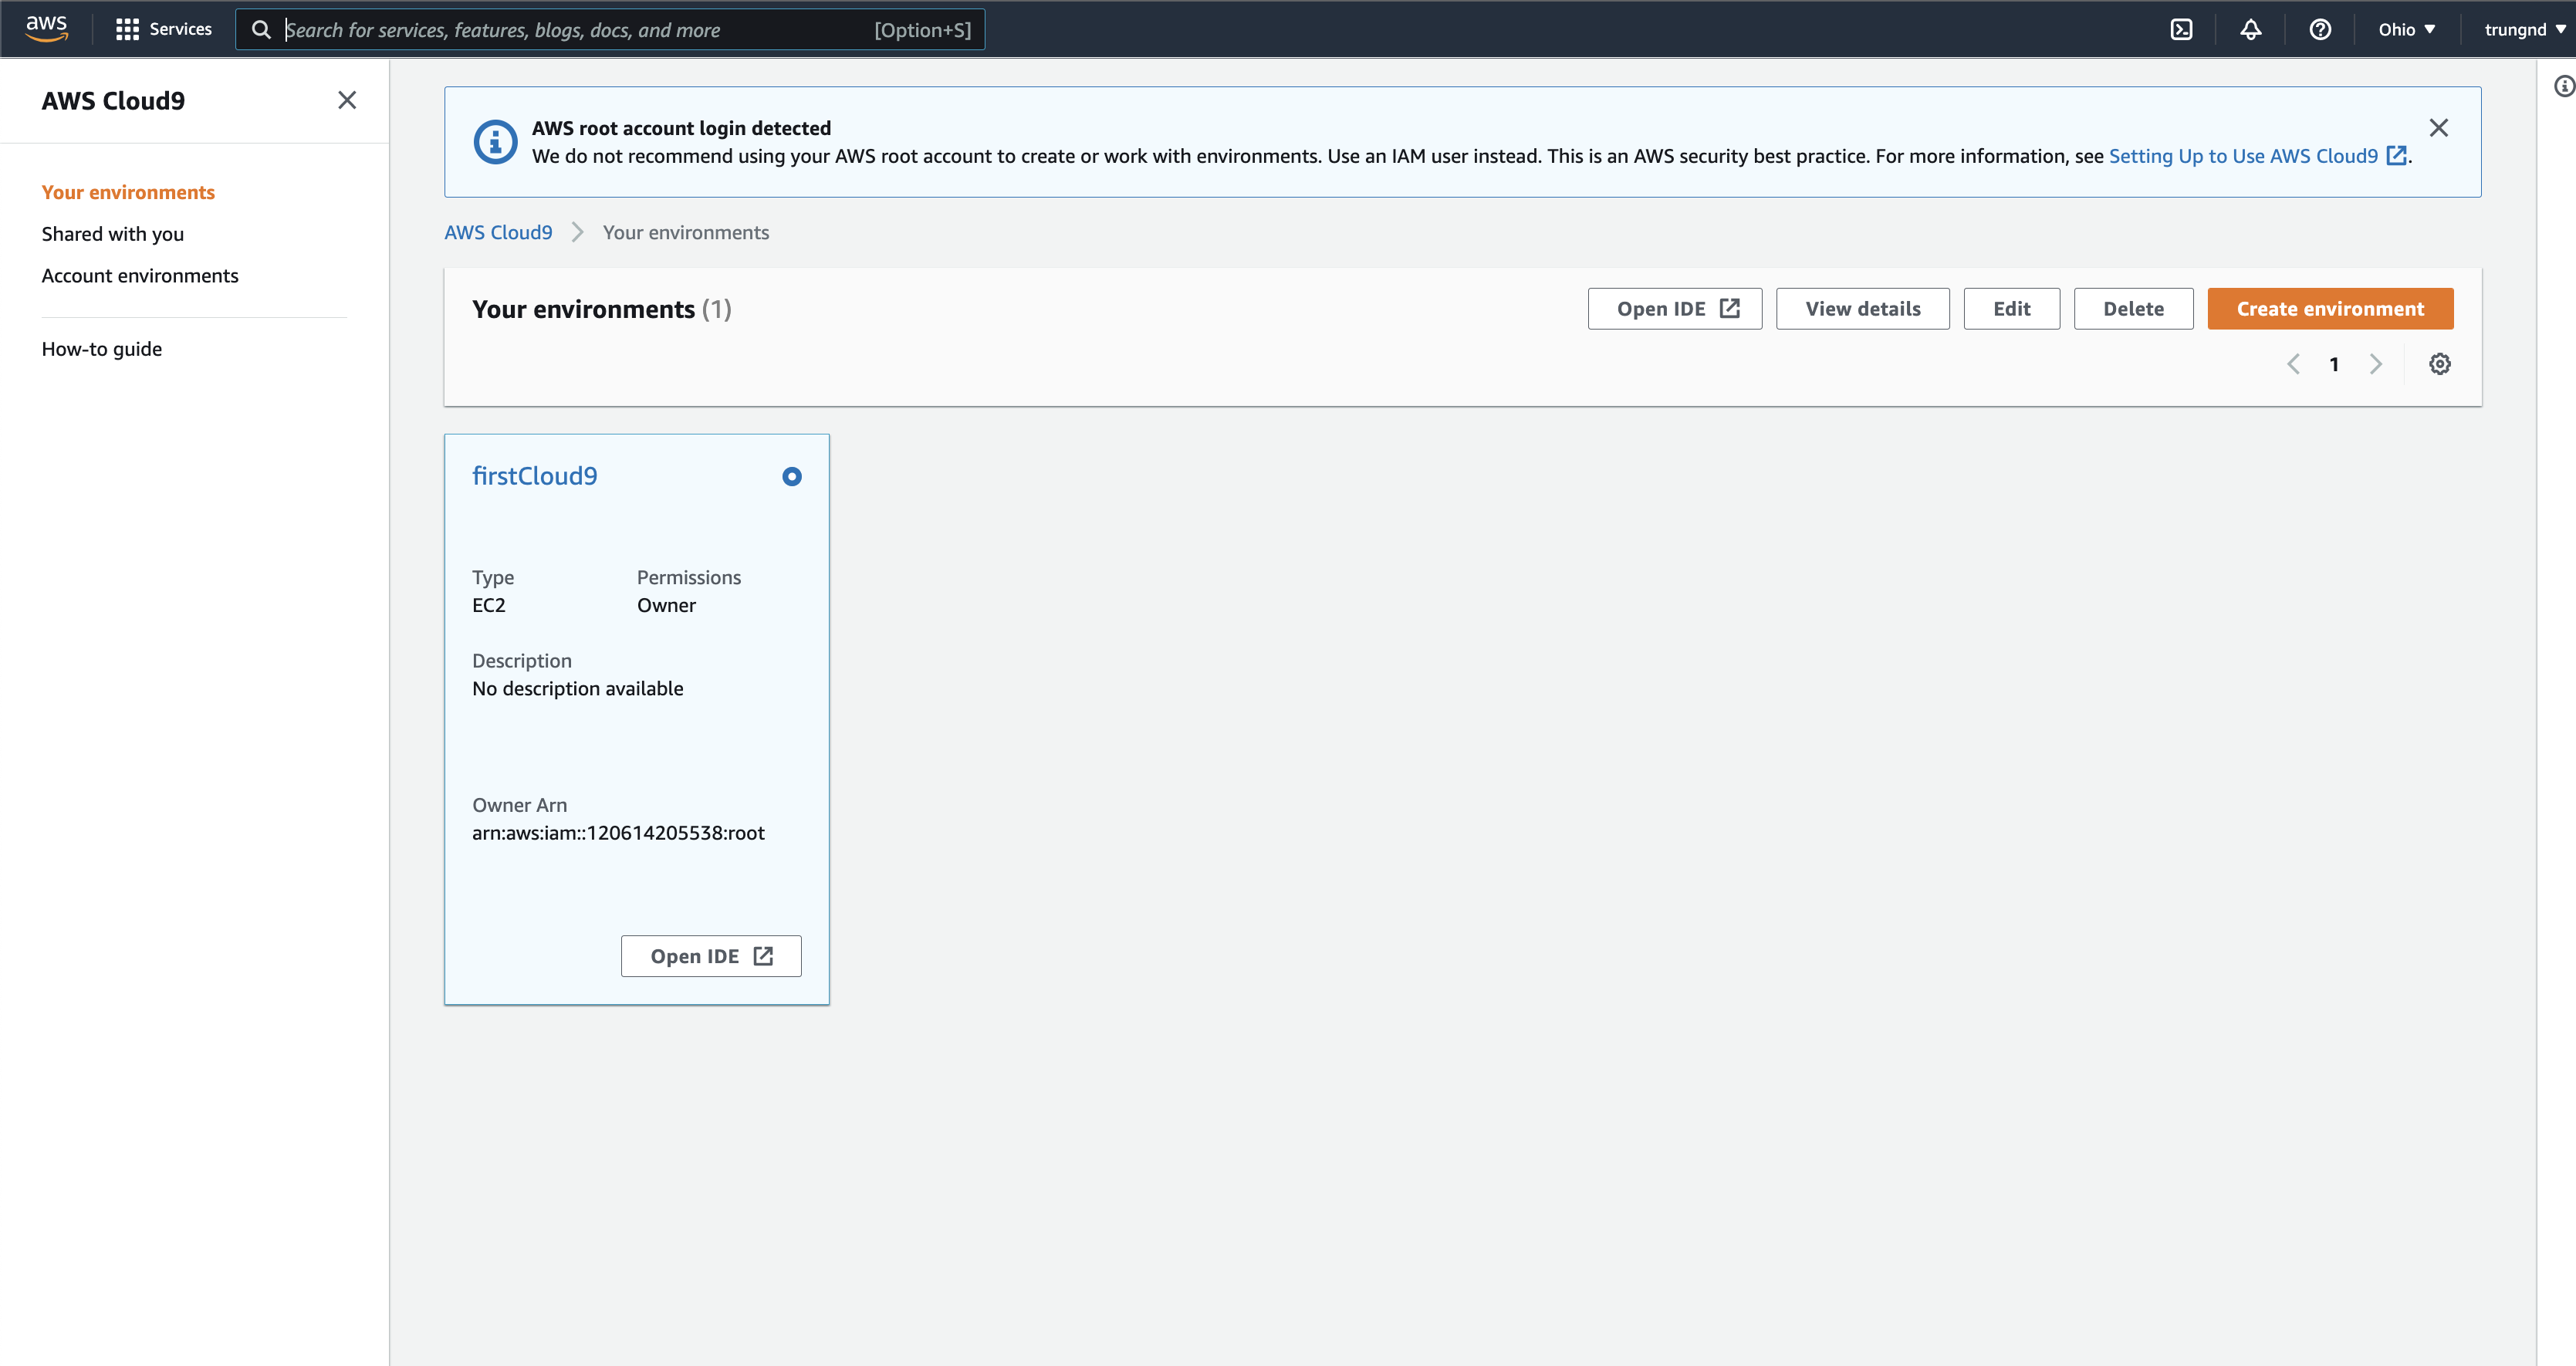 aws
Services
Search for services, features, blogs, docs, and more
[Option+S]
Ohio ▼
trungnd ▼
AWS Cloud9
Your environments
Shared with you
Account environments
How-to guide
AWS root account login detected
We do not recommend using your AWS root account to create or work with environments. Use an IAM user instead. This is an AWS security best practice. For more information, see Setting Up to Use AWS Cloud9 .
AWS Cloud9 > Your environments
Your environments (1)
Open IDE
View details
Edit
Delete
Create environment
1
firstCloud9
Type
EC2
Permissions
Owner
Description
No description available
Owner Arn
arn:aws:iam::120614205538:root
Open IDE